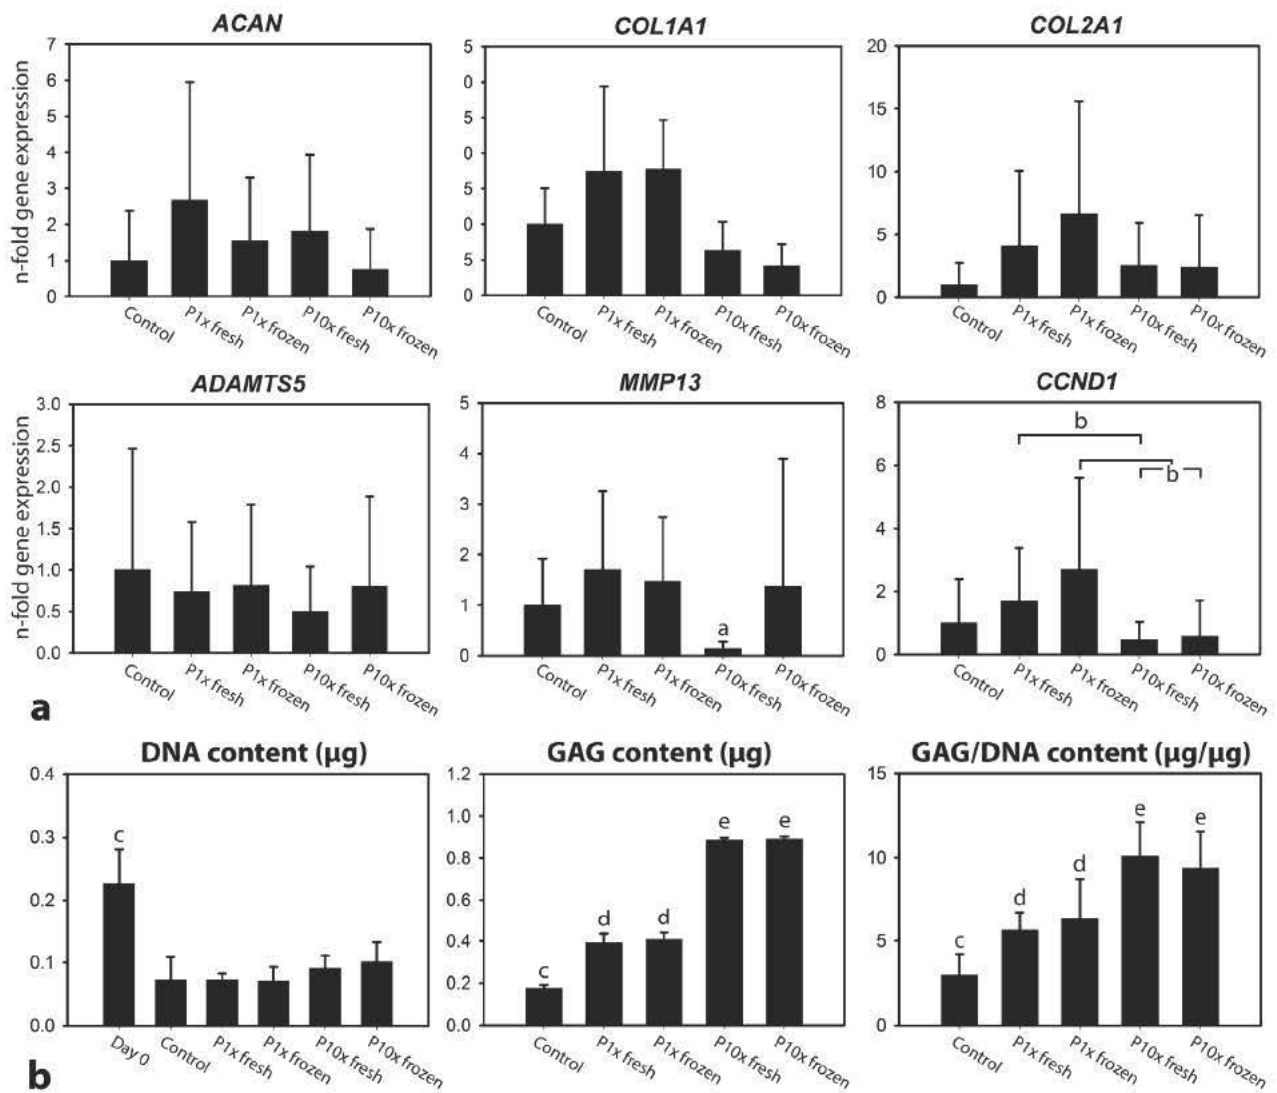 ACAN
COL1A1
COL2A1
n-fold gene expression
7
6
5
4
3
2
1
0
5
0
5
0
5
0
5
0
20
15
10
5
0
Control
P1x fresh
P1x frozen
P10x fresh
P10x frozen
Control
P1x fresh
P1x frozen
P10x fresh
P10x frozen
Control
P1x fresh
P1x frozen
P10x fresh
P10x frozen
ADAMTS5
MMP13
CCND1
n-fold gene expression
3.0
2.5
2.0
1.5
1.0
0.5
0.0
5
4
3
2
1
0
a
8
6
4
2
0
b
b
Control
P1x fresh
P1x frozen
P10x fresh
P10x frozen
Control
P1x fresh
P1x frozen
P10x fresh
P10x frozen
Control
P1x fresh
P1x frozen
P10x fresh
P10x frozen
a
DNA content (µg)
GAG content (µg)
GAG/DNA content (µg/µg)
0.4
0.3
0.2
0.1
0.0
c
1.2
1.0
0.8
0.6
0.4
0.2
0.0
c
d
d
e
e
15
10
5
0
c
d
d
e
e
Day 0
Control
P1x fresh
P1x frozen
P10x fresh
P10x frozen
Control
P1x fresh
P1x frozen
P10x fresh
P10x frozen
Control
P1x fresh
P1x frozen
P10x fresh
P10x frozen
b